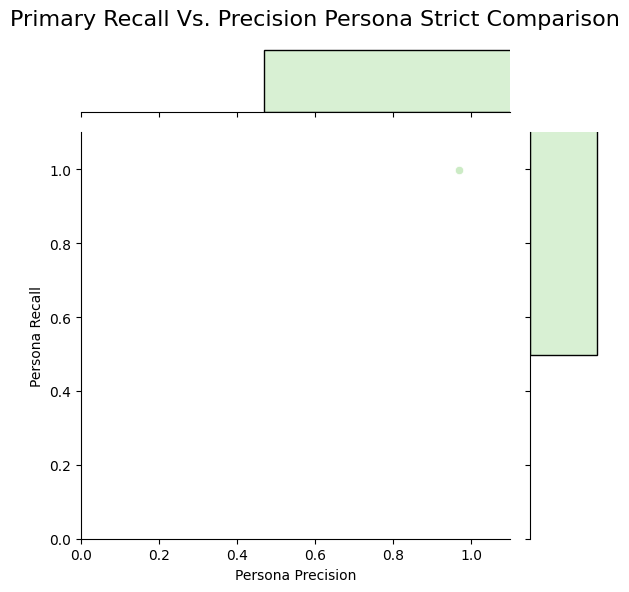 Primary Recall Vs. Precision Persona Strict Comparison
1.0
0.8
0.6
0.4
0.2
0.0
Persona Recall
0.0 0.2 0.4 0.6 0.8 1.0
Persona Precision